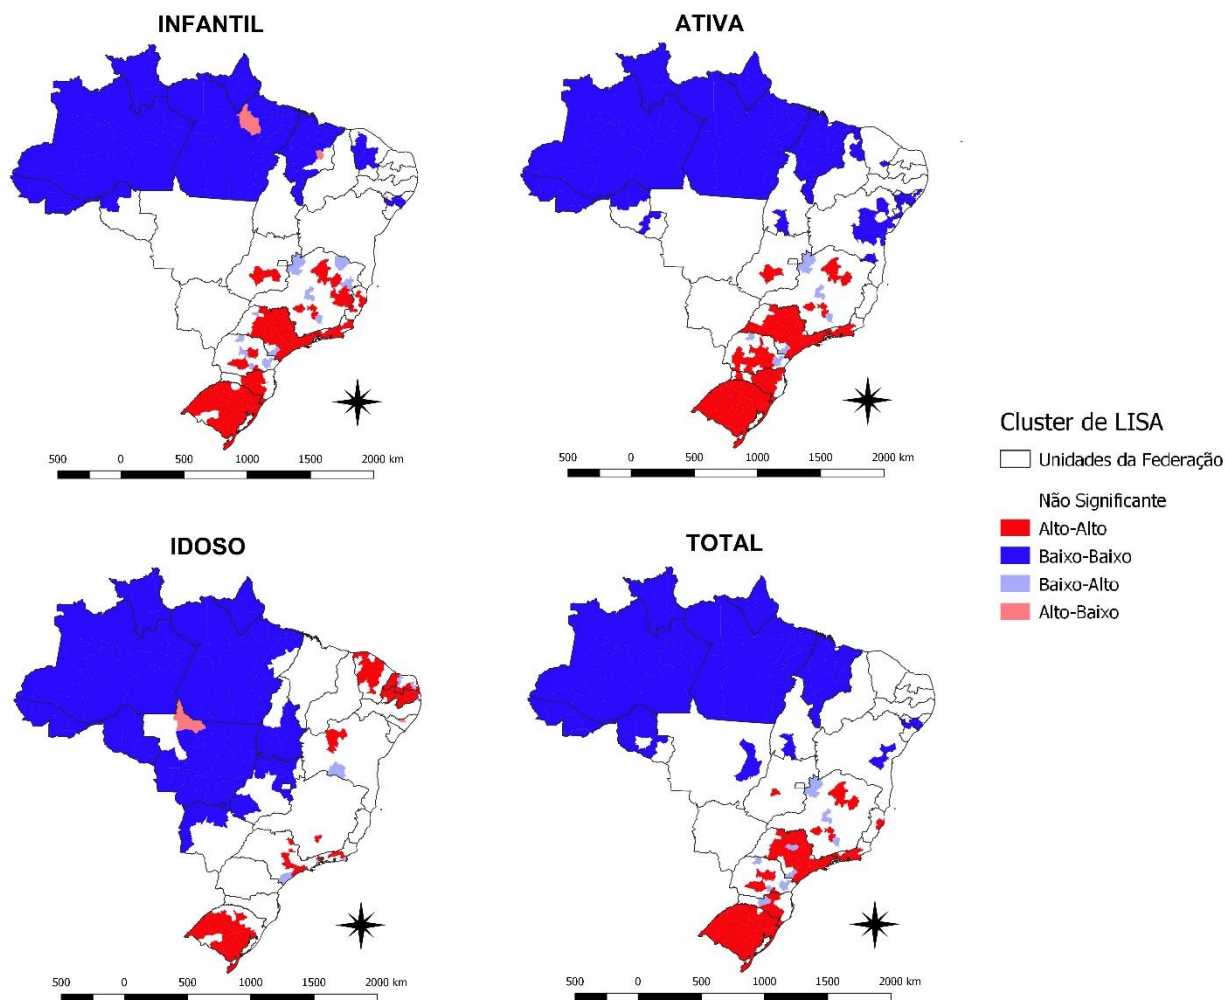 INFANTIL
ATIVA
500 0 500 1000 1500 2000 km
500 0 500 1000 1500 2000 km
Cluster de LISA
Unidades da Federação
Não Significante
Alto-Alto
Baixo-Baixo
Baixo-Alto
Alto-Baixo
IDOSO
TOTAL
500 0 500 1000 1500 2000 km
500 0 500 1000 1500 2000 km